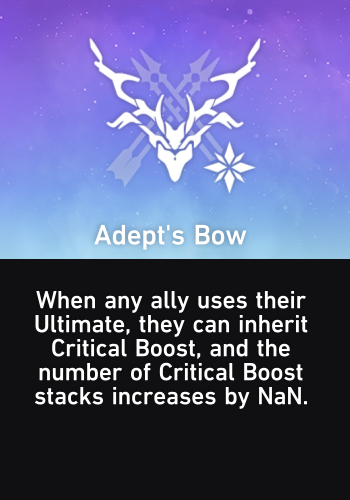 Adept's Bow
When any ally uses their
Ultimate, they can inherit
Critical Boost, and the
number of Critical Boost
stacks increases by NaN.